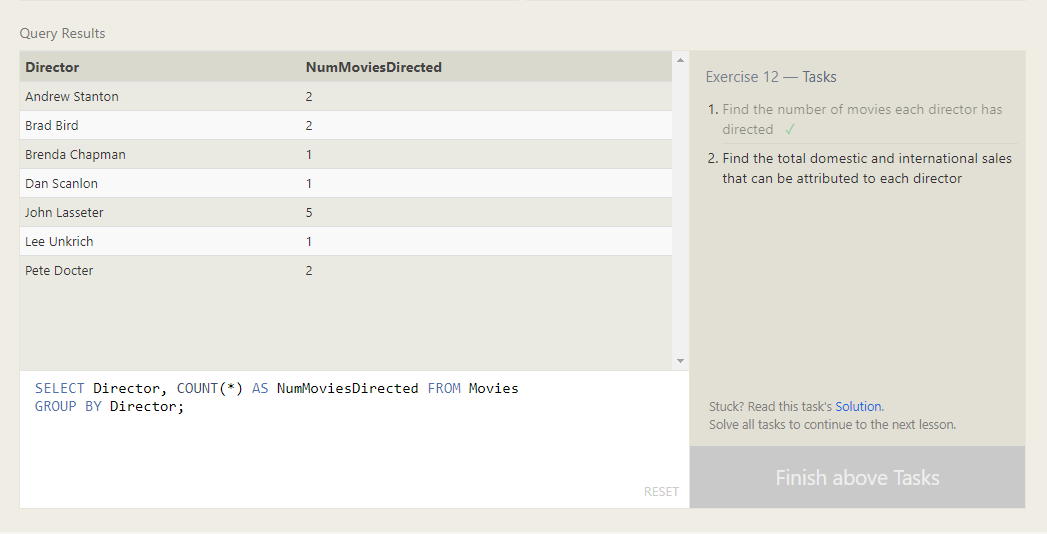 Query Results
Director NumMoviesDirected
Andrew Stanton 2
Brad Bird 2
Brenda Chapman 1
Dan Scanlon 1
John Lasseter 5
Lee Unkrich 1
Pete Docter 2
SELECT Director, COUNT(*) AS NumMoviesDirected FROM Movies
GROUP BY Director;
RESET
Exercise 12 — Tasks
1. Find the number of movies each director has
directed ✓
2. Find the total domestic and international sales
that can be attributed to each director
Stuck? Read this task's Solution.
Solve all tasks to continue to the next lesson.
Finish above Tasks